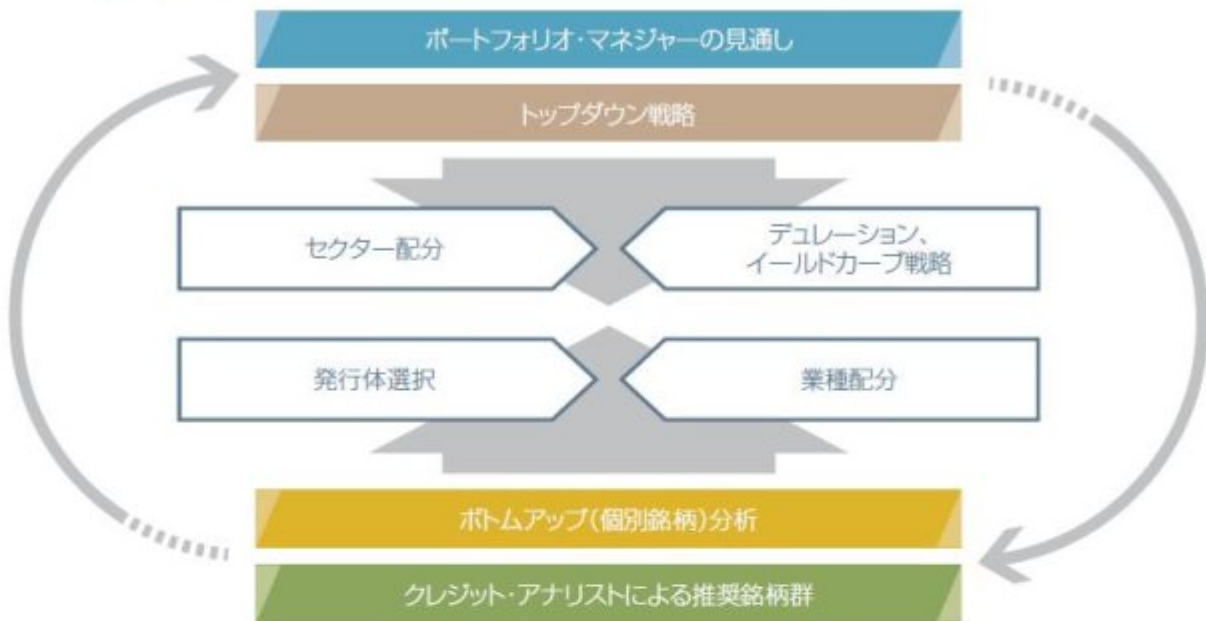 ポートフォリオ・マネジャーの見通し
トップダウン戦略
セクター配分
デュレーション、
イールドカーブ戦略
発行体選択
業種配分
ボトムアップ(個別銘柄)分析
クレジット・アナリストによる推奨銘柄群